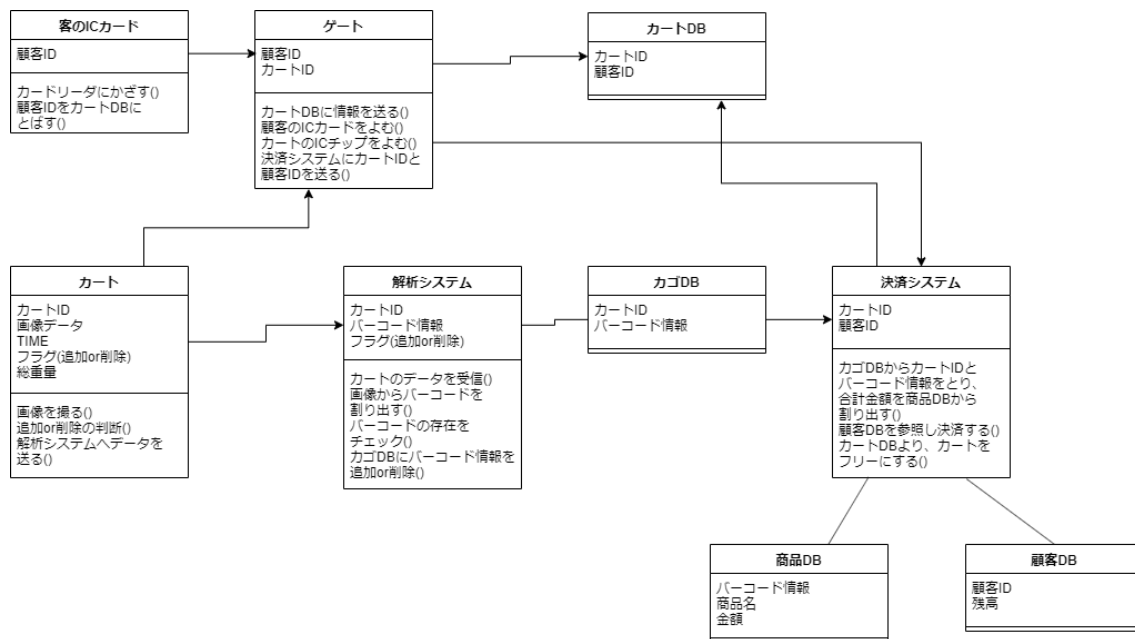 客のICカード
顧客ID
カードリーダにかざす()
顧客IDをカートDBに
とばす()
ゲート
顧客ID
カートID
カートDBに情報を送る()
顧客のICカードをよむ()
カートのICチップをよむ()
決済システムにカートIDと
顧客IDを送る()
カートDB
カートID
顧客ID
カート
カートID
画像データ
TIME
フラグ(追加or削除)
総重量
画像を撮る()
追加or削除の判断()
解析システムへデータを
送る()
解析システム
カートID
バーコード情報
フラグ(追加or削除)
カートのデータを受信()
画像からバーコードを
割り出す()
バーコードの存在を
チェック()
カゴDBにバーコード情報を
追加or削除()
カゴDB
カートID
バーコード情報
決済システム
カートID
顧客ID
カゴDBからカートIDと
バーコード情報をとり、
合計金額を商品DBから
割り出す()
顧客DBを参照し決済する()
カートDBより、カートを
フリーにする()
商品DB
バーコード情報
商品名
金額
顧客DB
顧客ID
残高